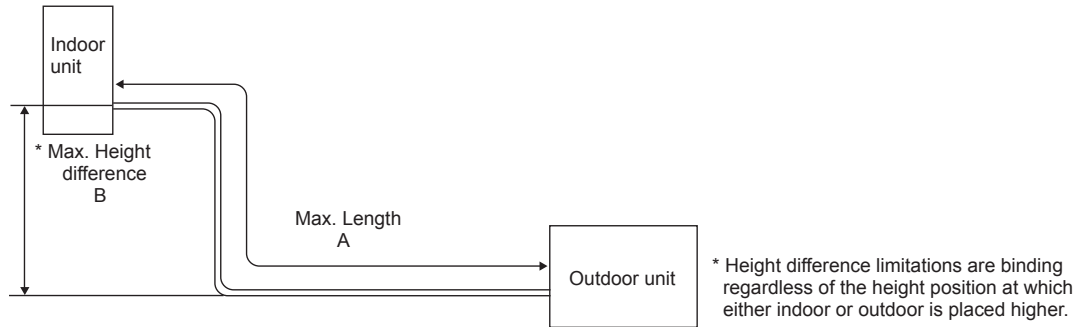 Indoor
unit
* Max. Height
difference
B
Max. Length
A
Outdoor unit
* Height difference limitations are binding
regardless of the height position at which
either indoor or outdoor is placed higher.